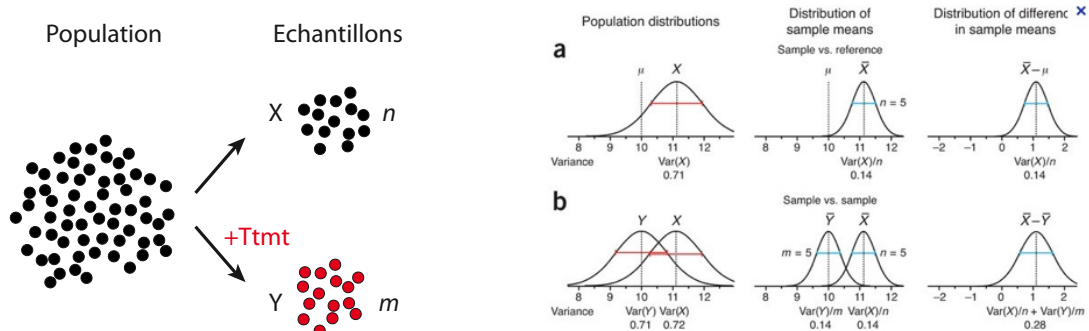 Population
Echantillons
X
n
+Ttmt
Y
m
Population distributions
Distribution of
sample means
Distribution of differenc
in sample means
a
Sample vs. reference
μ
X
μ
X̄
n = 5
X̄ – μ
8 9 10 11 12
8 9 10 11 12
–2 –1 0 1 2
Variance
Var(X)
0.71
Var(X)/n
0.14
Var(X)/n
0.14
b
Sample vs. sample
Y
X
m = 5
Ȳ
X̄
n = 5
X̄ – Ȳ
8 9 10 11 12
8 9 10 11 12
–2 –1 0 1 2
Variance
Var(Y) Var(X)
0.71 0.72
Var(Y)/m Var(X)/n
0.14 0.14
Var(X)/n + Var(Y)/m
0.28